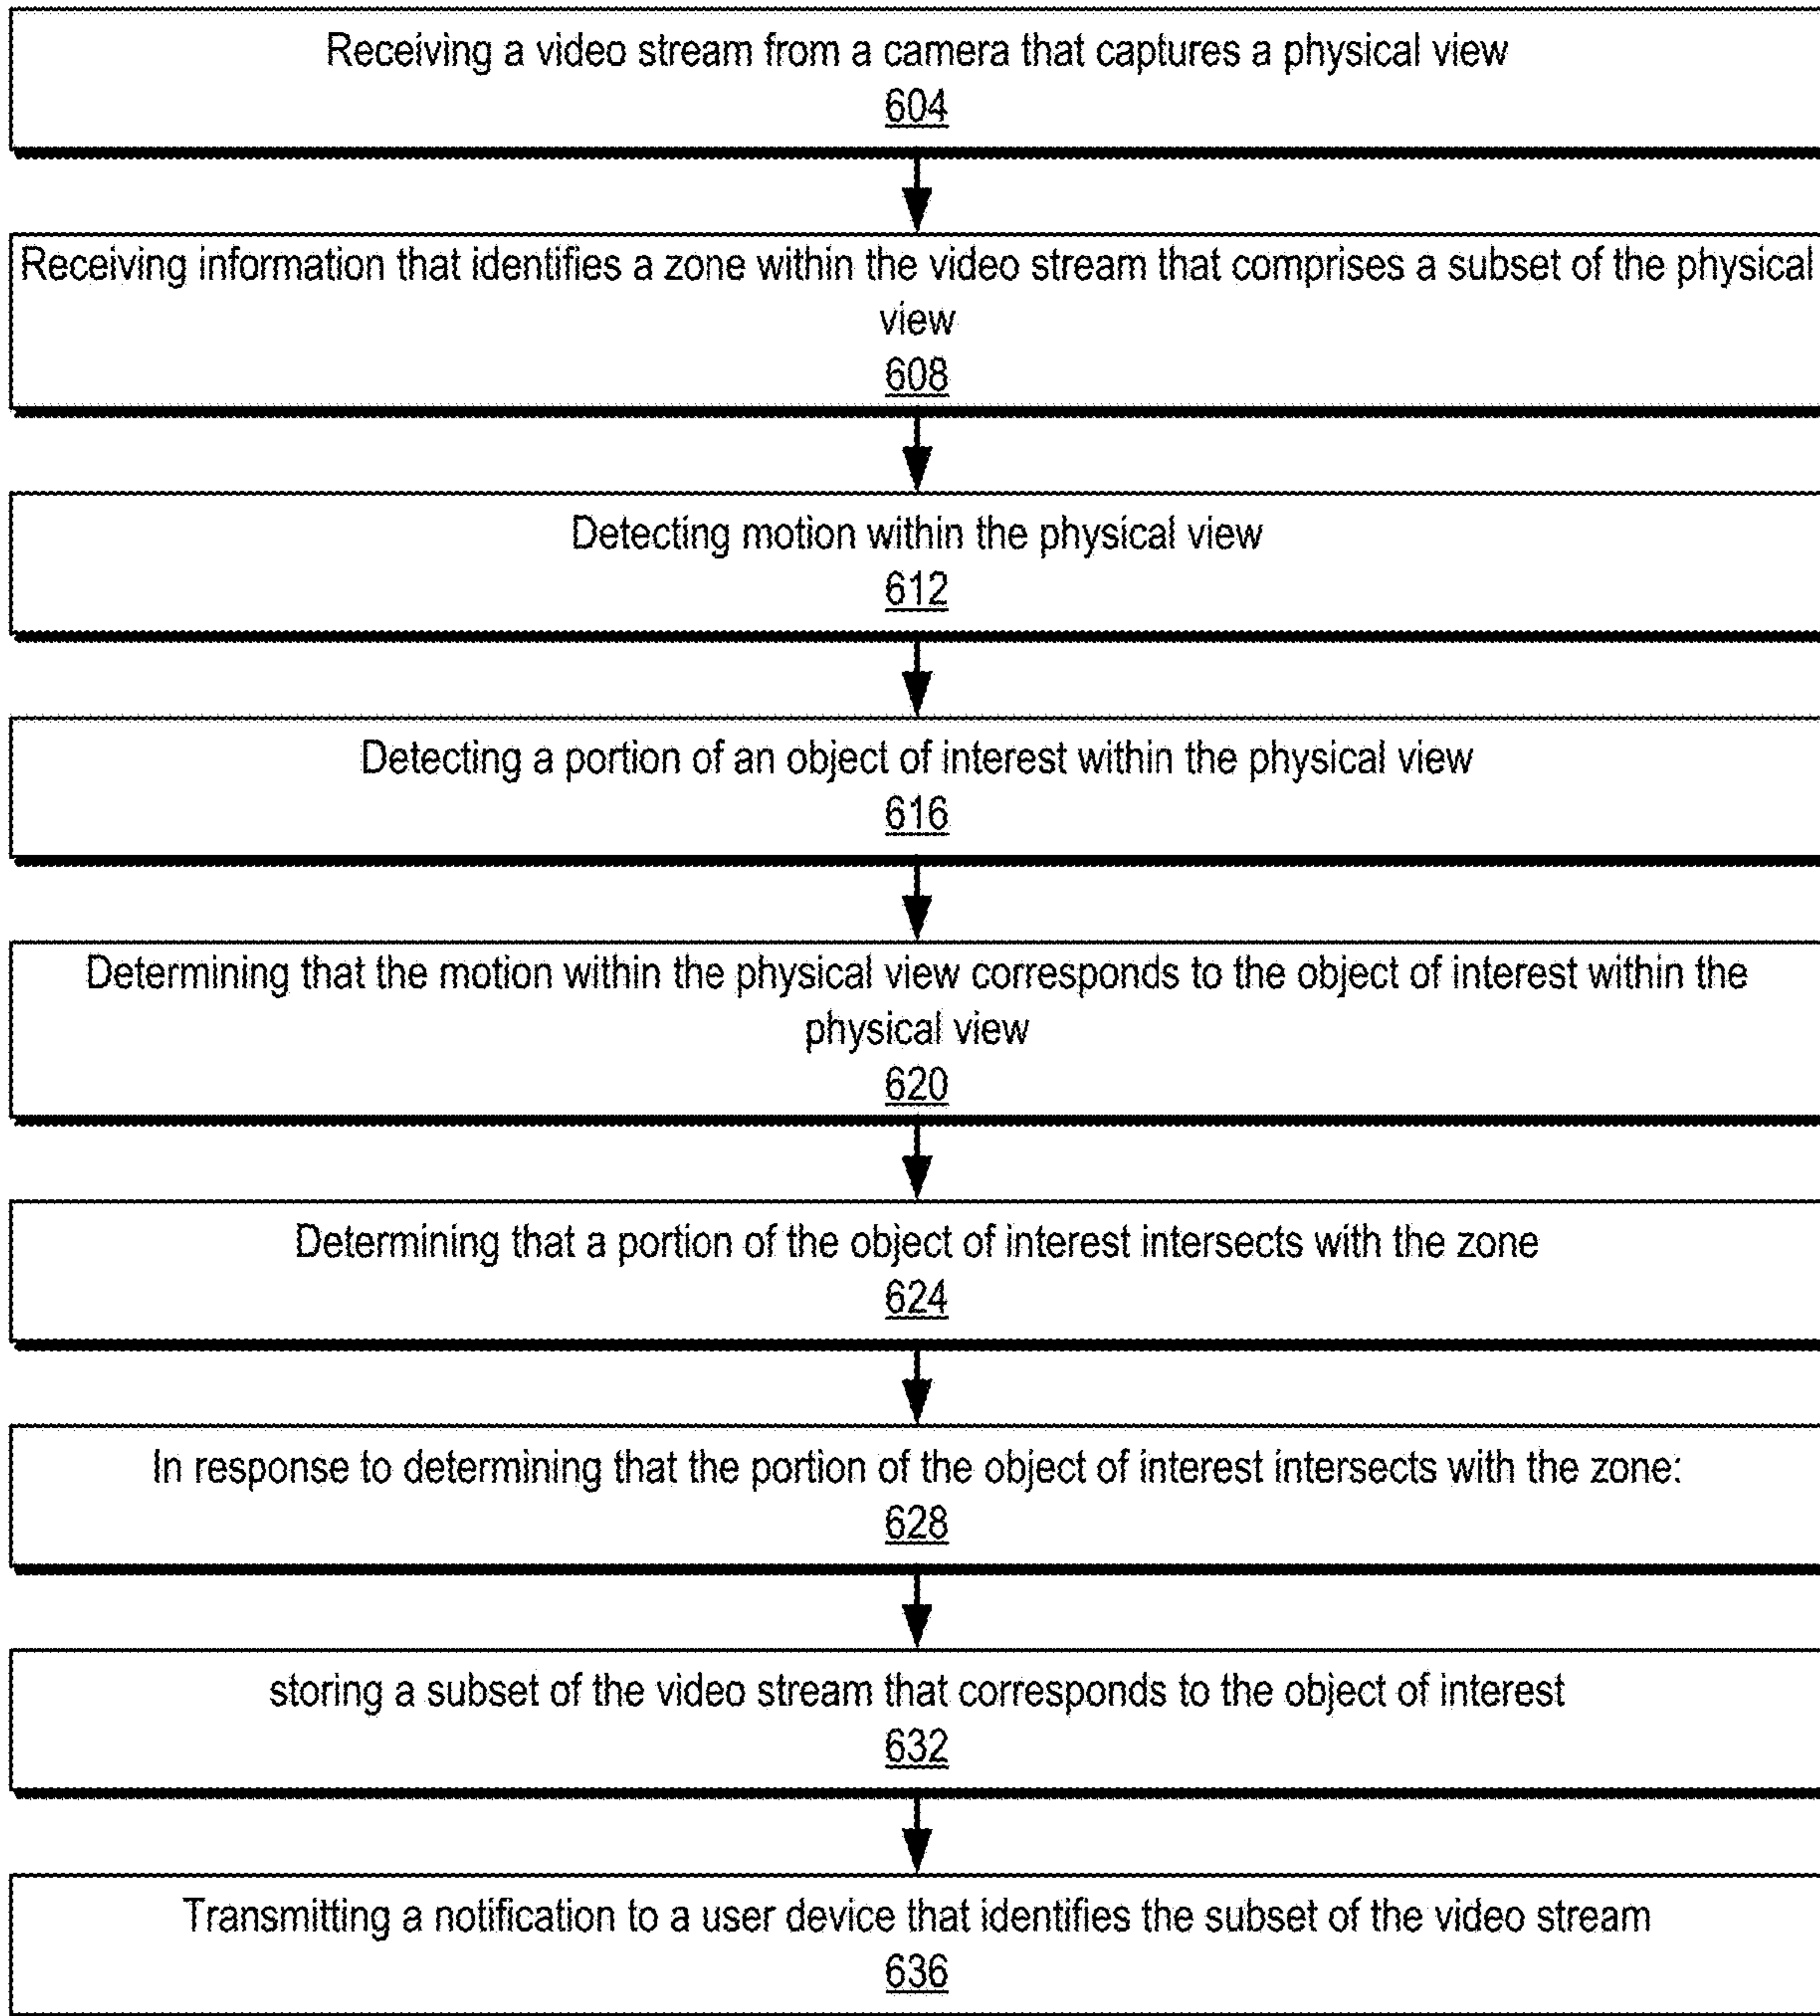 Receiving a video stream from a camera that captures a physical view
604
Receiving information that identifies a zone within the video stream that comprises a subset of the physical
view
608
Detecting motion within the physical view
612
Detecting a portion of an object of interest within the physical view
616
Determining that the motion within the physical view corresponds to the object of interest within the
physical view
620
Determining that a portion of the object of interest intersects with the zone
624
In response to determining that the portion of the object of interest intersects with the zone:
628
storing a subset of the video stream that corresponds to the object of interest
632
Transmitting a notification to a user device that identifies the subset of the video stream
636